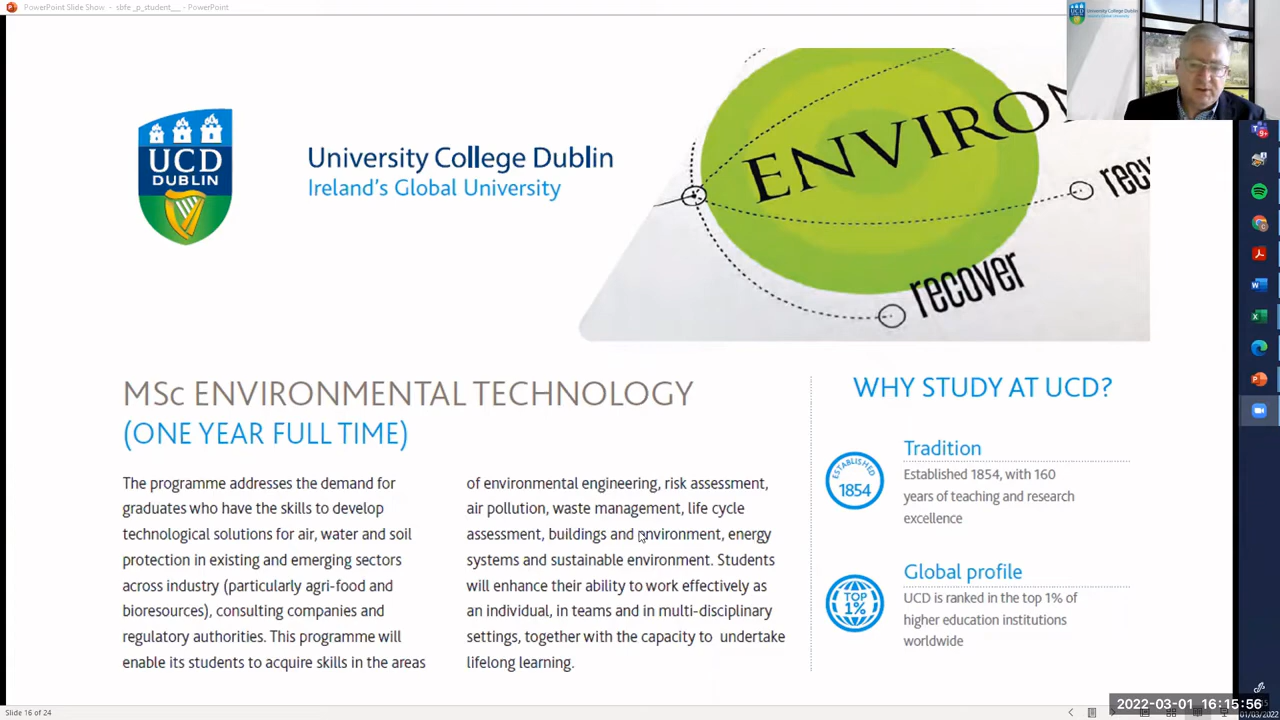 PowerPoint Slide Show - sbfe _p_student___ - PowerPoint
University College Dublin
UCD
DUBLIN
University College Dublin
Ireland's Global University
ENVIRON
recover
MSc ENVIRONMENTAL TECHNOLOGY
(ONE YEAR FULL TIME)
The programme addresses the demand for
graduates who have the skills to develop
technological solutions for air, water and soil
protection in existing and emerging sectors
across industry (particularly agri-food and
bioresources), consulting companies and
regulatory authorities. This programme will
enable its students to acquire skills in the areas
of environmental engineering, risk assessment,
air pollution, waste management, life cycle
assessment, buildings and environment, energy
systems and sustainable environment. Students
will enhance their ability to work effectively as
an individual, in teams and in multi-disciplinary
settings, together with the capacity to undertake
lifelong learning.
WHY STUDY AT UCD?
ESTABLISHED
1854
Tradition
Established 1854, with 160
years of teaching and research
excellence
TOP
1%
Global profile
UCD is ranked in the top 1% of
higher education institutions
worldwide
Slide 16 of 24
2022-03-01 16:15:56
01/03/2022